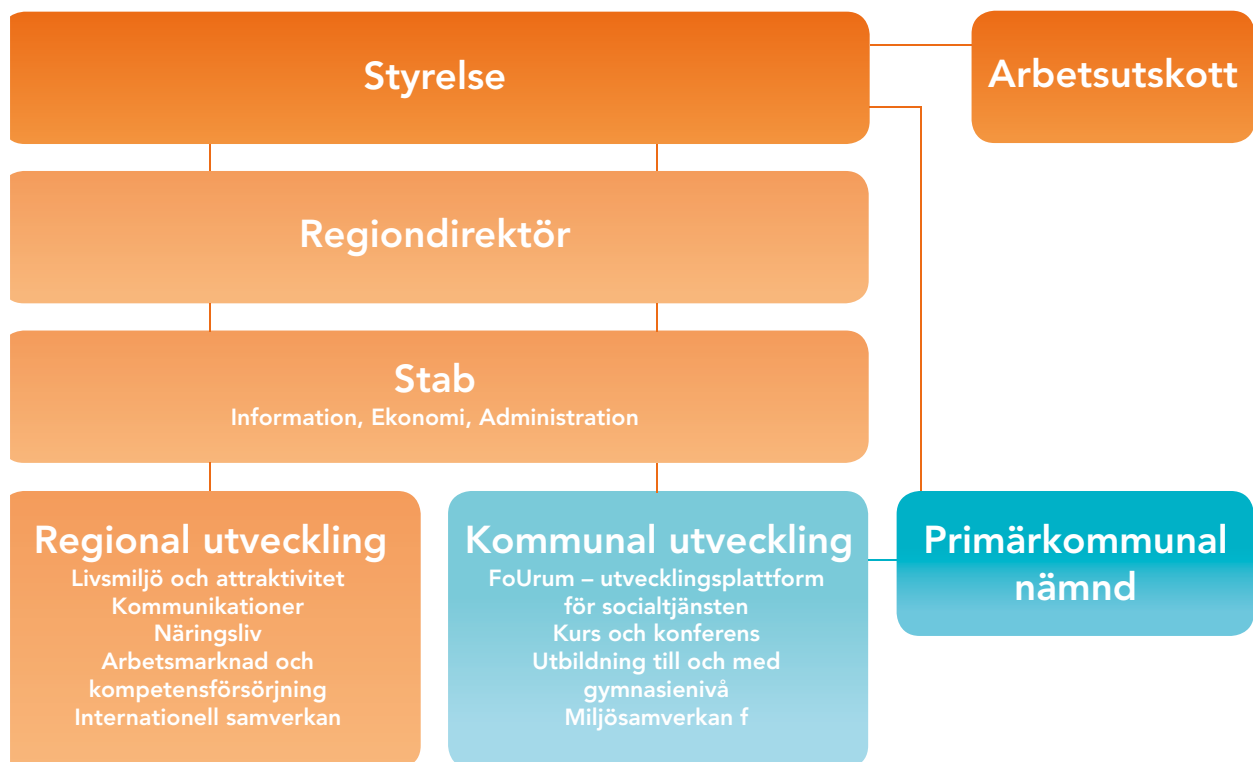 Styrelse
Arbetsutskott
Regiondirektör
Stab
Information, Ekonomi, Administration
Regional utveckling
Livsmiljö och attraktivitet
Kommunikationer
Näringsliv
Arbetsmarknad och
kompetensförsörjning
Internationell samverkan
Kommunal utveckling
FoUrum – utvecklingsplattform
för socialtjänsten
Kurs och konferens
Utbildning till och med
gymnasienivå
Miljösamverkan f
Primärkommunal
nämnd